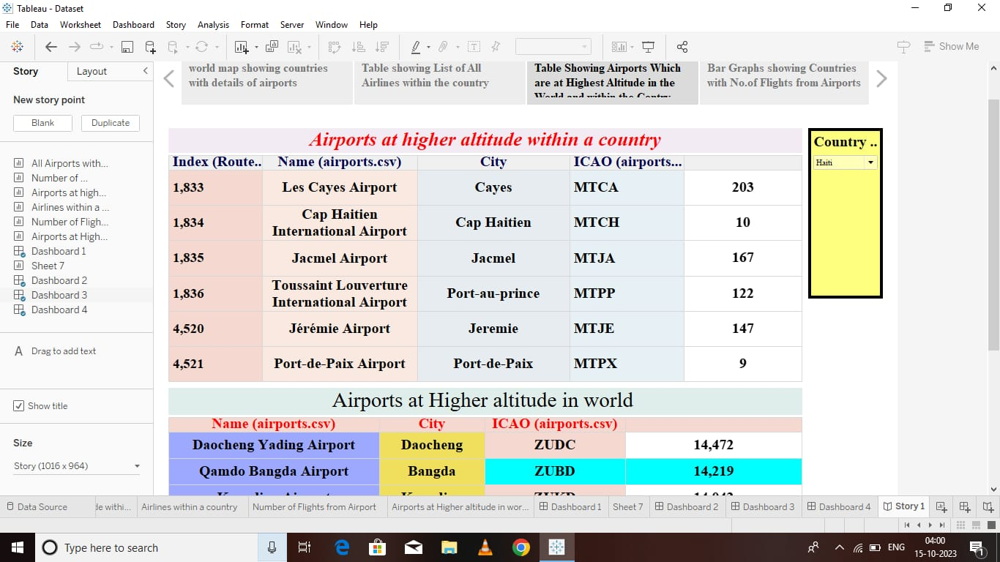 Tableau - Dataset
File Data Worksheet Dashboard Story Analysis Format Server Window Help
Show Me
Story Layout
New story point
Blank Duplicate
All Airports with...
Number of ...
Airports at high...
Airlines within a ...
Number of Fligh...
Airports at High...
Dashboard 1
Sheet 7
Dashboard 2
Dashboard 3
Dashboard 4
A Drag to add text
Show title
Size
Story (1016 x 964)
world map showing countries
with details of airports
Table showing List of All
Airlines within the country
Table Showing Airports Which
are at Highest Altitude in the
World and within the Contry
Bar Graphs showing Countries
with No.of Flights from Airports
Airports at higher altitude within a country
Index (Route.. Name (airports.csv) City ICAO (airports...
1,833 Les Cayes Airport Cayes MTCA 203
1,834 Cap Haitien International Airport Cap Haitien MTCH 10
1,835 Jacmel Airport Jacmel MTJA 167
1,836 Toussaint Louverture International Airport Port-au-prince MTPP 122
4,520 Jérémie Airport Jeremie MTJE 147
4,521 Port-de-Paix Airport Port-de-Paix MTPX 9
Country ..
Haiti
Airports at Higher altitude in world
Name (airports.csv) City ICAO (airports.csv)
Daocheng Yading Airport Daocheng ZUDC 14,472
Qamdo Bangda Airport Bangda ZUBD 14,219
Data Source de withi... Airlines within a country Number of Flights from Airport Airports at Higher altitude in wor... Dashboard 1 Sheet 7 Dashboard 2 Dashboard 3 Dashboard 4 Story 1
Type here to search
ENG
04:00
15-10-2023
1